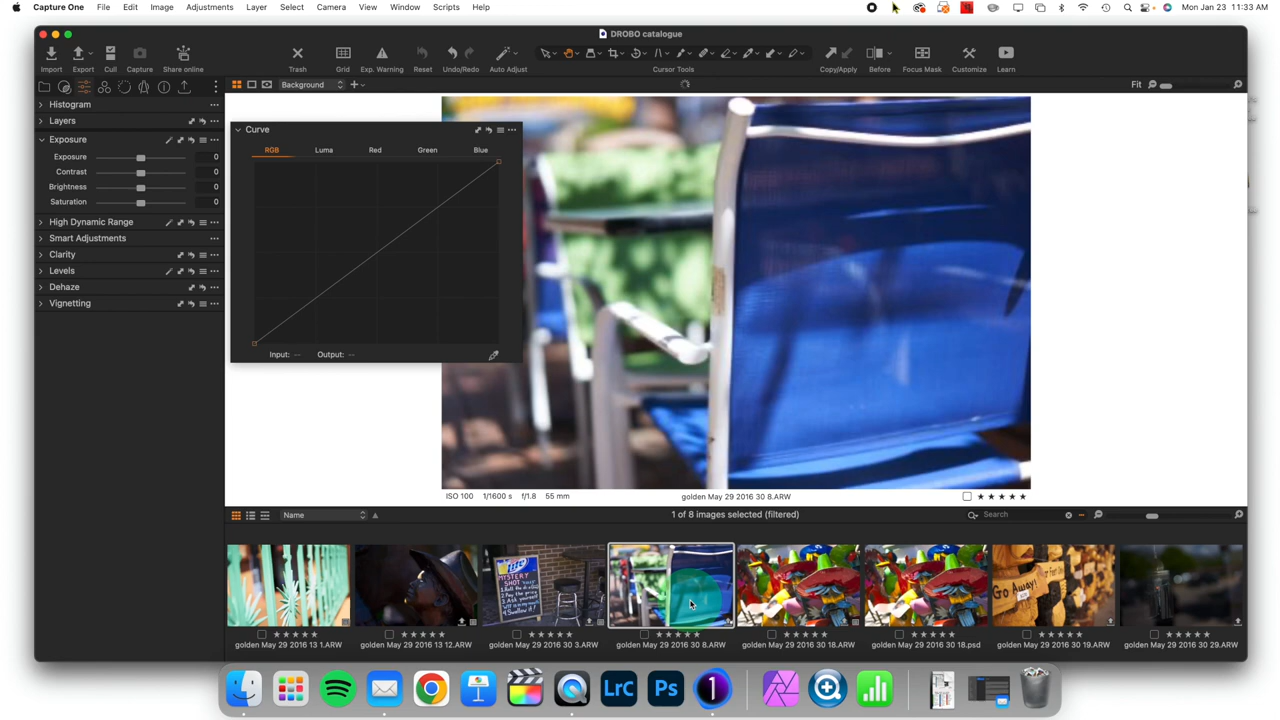 Capture One File Edit Image Adjustments Layer Select Camera View Window Scripts Help Mon Jan 23 11:33 AM
DROBO catalogue
Import Export Cull Capture Share online Trash Grid Exp. Warning Reset Undo/Redo Auto Adjust Cursor Tools Copy/Apply Before Focus Mask Customize Learn
Background Fit
Histogram
Layers
Exposure
Exposure 0
Contrast 0
Brightness 0
Saturation 0
High Dynamic Range
Smart Adjustments
Clarity
Levels
Dehaze
Vignetting
Curve
RGB Luma Red Green Blue
Input: -- Output: --
ISO 100 1/1600 s f/1.8 55 mm golden May 29 2016 30 8.ARW
Name 1 of 8 images selected (filtered) Search
MYSTERY
SHOT
Go Away!
golden May 29 2016 13 1.ARW golden May 29 2016 13 12.ARW golden May 29 2016 30 3.ARW golden May 29 2016 30 8.ARW golden May 29 2016 30 18.ARW golden May 29 2016 30 18.psd golden May 29 2016 30 19.ARW golden May 29 2016 30 29.ARW
LrC Ps 1